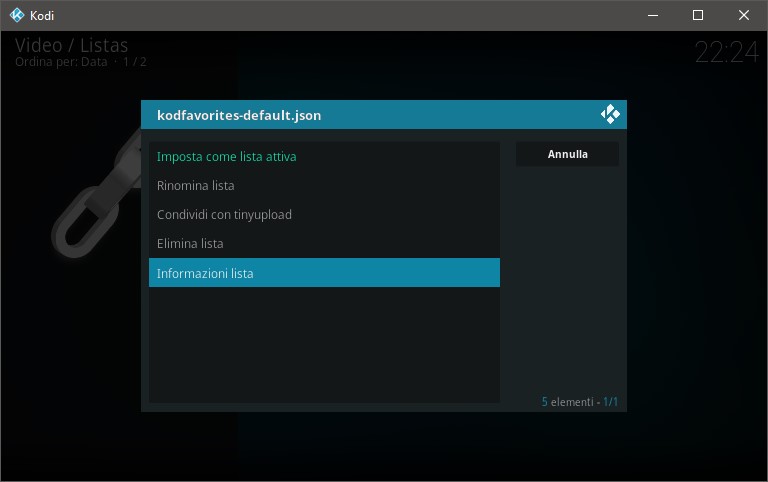 Kodi
Video / Listas
Ordina per: Data · 1 / 2
22:24
kodfavorites-default.json
Imposta come lista attiva
Annulla
Rinomina lista
Condividi con tinyupload
Elimina lista
Informazioni lista
5 elementi - 1/1